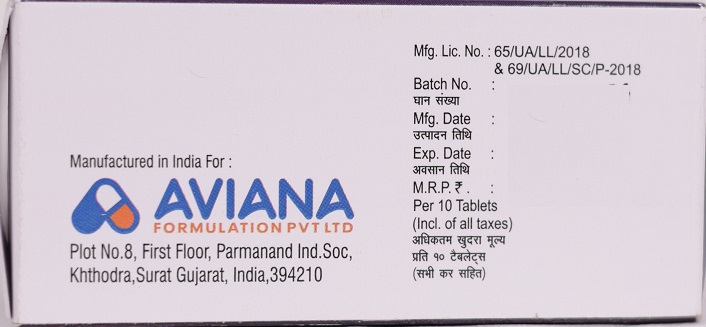 Manufactured in India For :
AVIANA
FORMULATION PVT LTD
Plot No.8, First Floor, Parmanand Ind.Soc,
Khthodra,Surat Gujarat, India,394210
Mfg. Lic. No. : 65/UA/LL/2018
& 69/UA/LL/SC/P-2018
Batch No. :
घान संख्या
Mfg. Date :
उत्पादन तिथि
Exp. Date :
अवसान तिथि
M.R.P. ₹ . :
Per 10 Tablets
(Incl. of all taxes)
अधिकतम खुदरा मूल्य
प्रति १० टैबलेट्स
(सभी कर सहित)